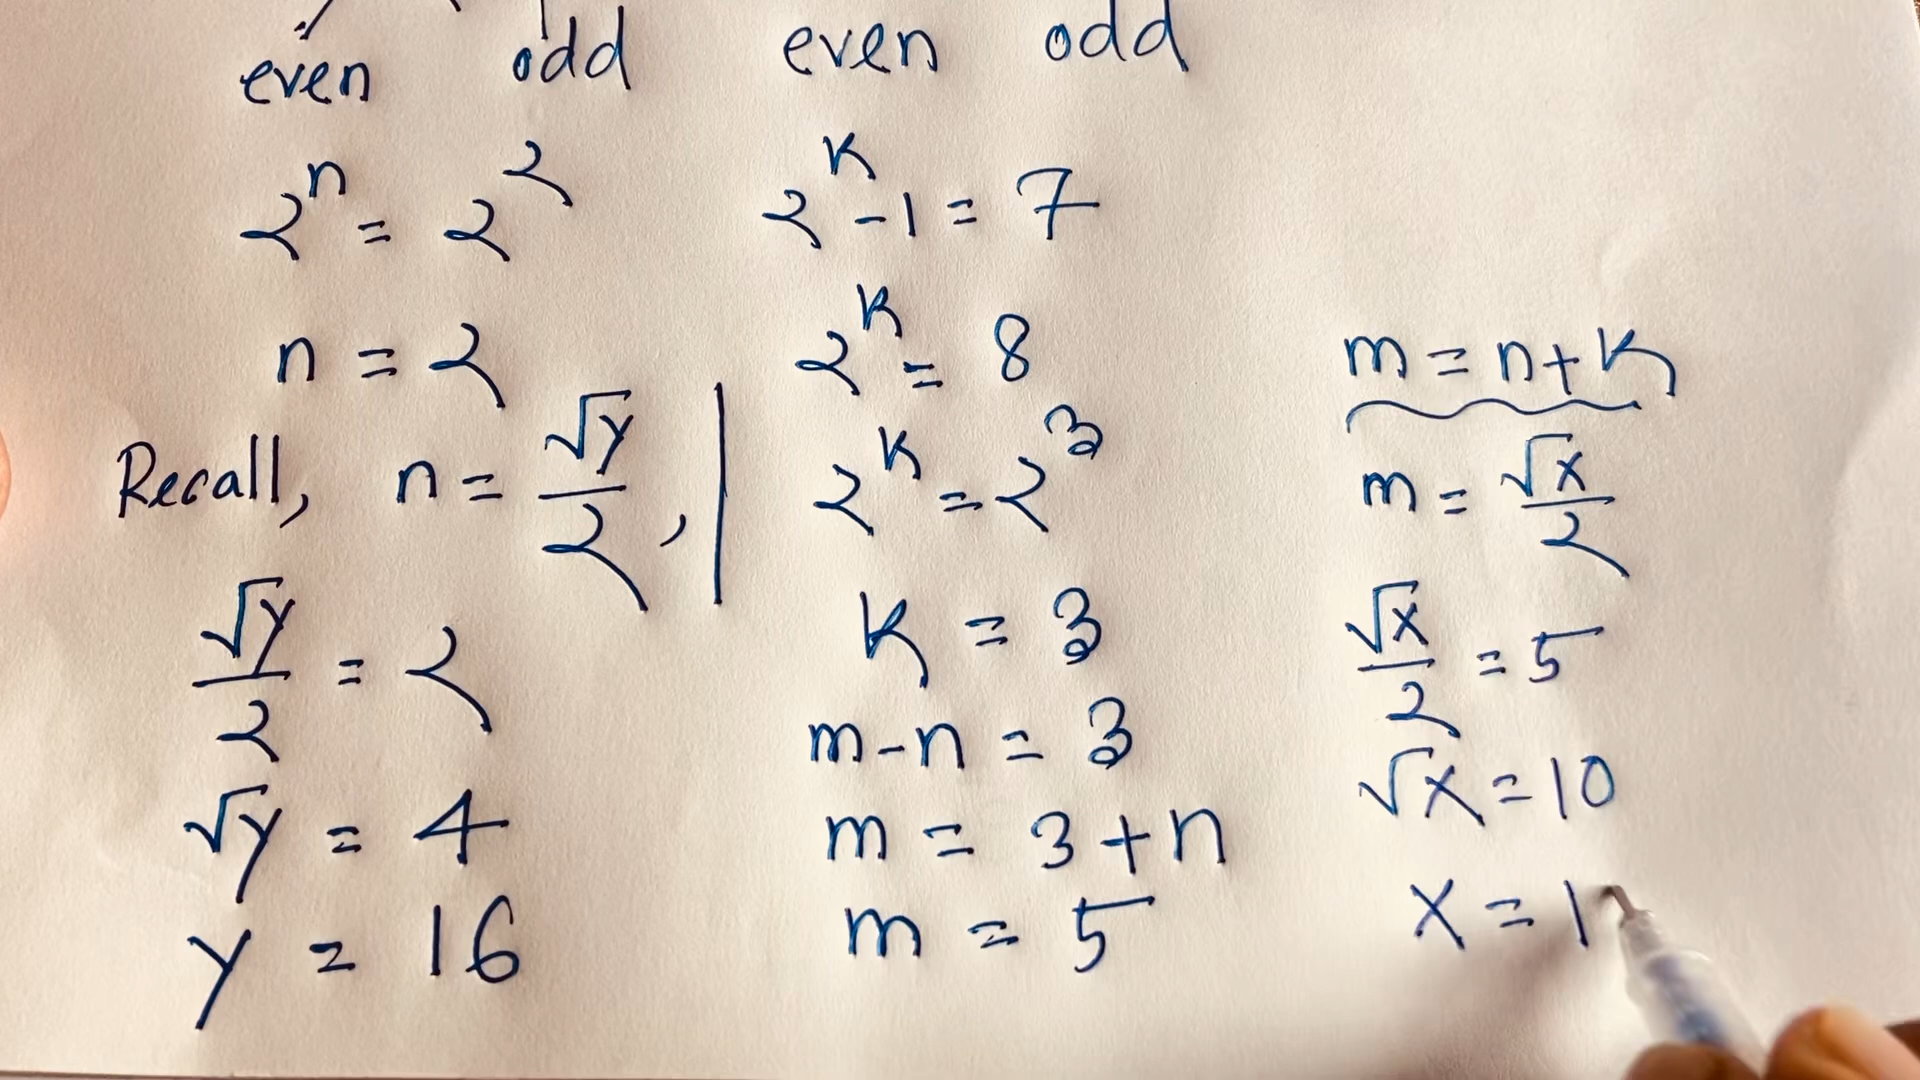 even odd even odd
2^n = 2^2
n = 2
Recall, n = √y/2,
√y/2 = 2
√y = 4
y = 16
2^k - 1 = 7
2^k = 8
2^k = 2^3
k = 3
m - n = 3
m = 3 + n
m = 5
m = n + k
m = √x/2
√x/2 = 5
√x = 10
x = 1